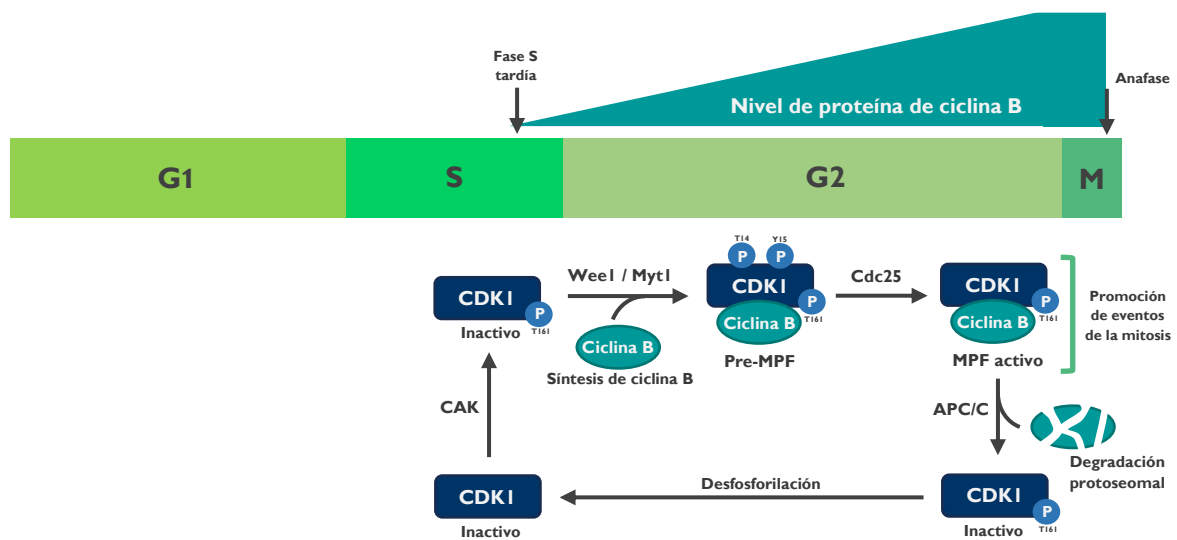 Fase S
tardía
Anafase
Nivel de proteína de ciclina B
G1
S
G2
M
T14
Y15
P
P
Wee1 / Myt1
Cdc25
CDK1
P
T161
Inactivo
CDK1
P
T161
Ciclina B
Pre-MPF
CDK1
P
T161
Ciclina B
MPF activo
Promoción
de eventos
de la mitosis
Ciclina B
Síntesis de ciclina B
CAK
APC/C
Degradación
protoseomal
Desfosforilación
CDK1
Inactivo
CDK1
P
T161
Inactivo